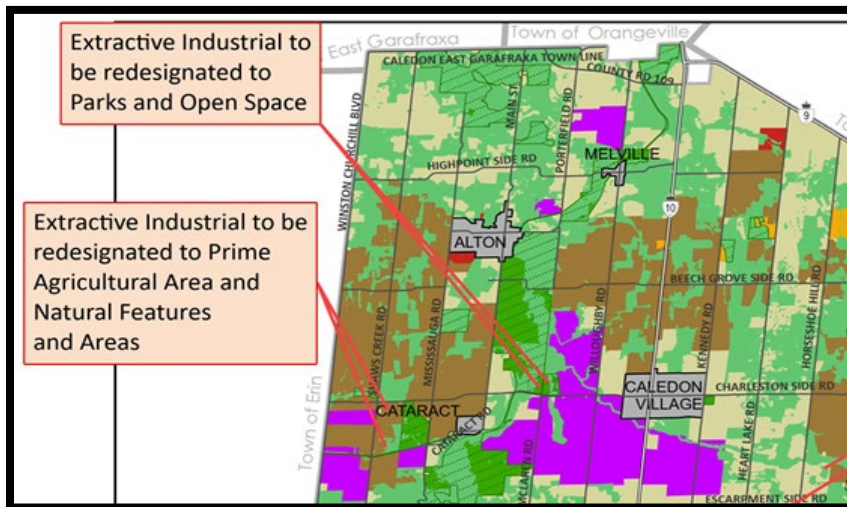 Extractive Industrial to
be redesignated to
Parks and Open Space
Extractive Industrial to be
redesignated to Prime
Agricultural Area and
Natural Features
and Areas
East Garafraxa
Town of Orangeville
CALEDON EAST GARAFRAXA TOWN LINE
COUNTY RD 109
WINSTON CHURCHILL BLVD
MAIN ST
PORTERFIELD RD
9
HIGHPOINT SIDE RD
MELVILLE
10
ALTON
BEECH GROVE SIDE RD
SHAWS CREEK RD
MISSISSAUGA RD
WILLOUGHBY RD
KENNEDY RD
HORSESHOE HILL RD
Town of Erin
CATARACT
CATARACT RD
CALEDON
VILLAGE
CHARLESTON SIDE RD
MCLAREN RD
HEART LAKE RD
ESCARPMENT SIDE RD